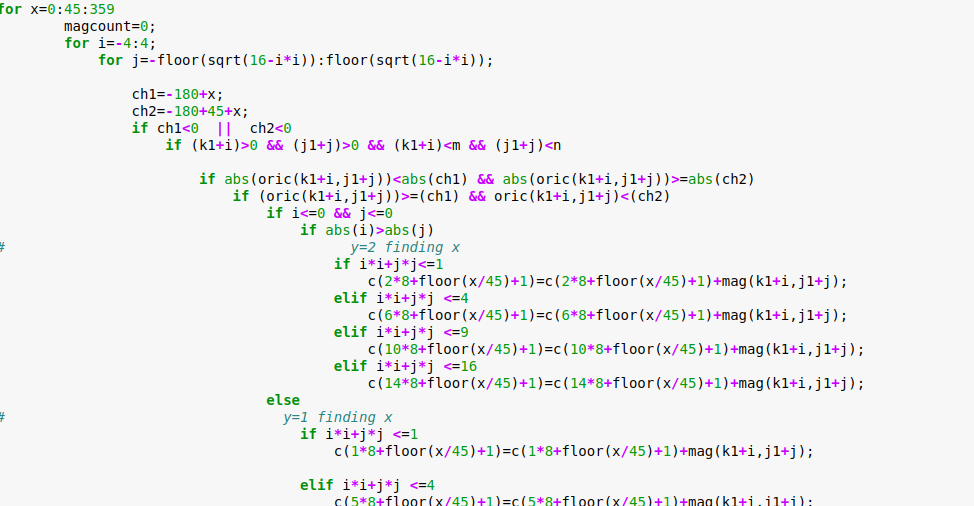 for x=0:45:359
magcount=0;
for i=-4:4;
for j=-floor(sqrt(16-i*i)):floor(sqrt(16-i*i));
ch1=-180+x;
ch2=-180+45+x;
if ch1<0  ||  ch2<0
if (k1+i)>0 && (j1+j)>0 && (k1+i)<m && (j1+j)<n
if abs(oric(k1+i,j1+j))<abs(ch1) && abs(oric(k1+i,j1+j))>=abs(ch2)
if (oric(k1+i,j1+j))>=(ch1) && oric(k1+i,j1+j)<(ch2)
if i<=0 && j<=0
if abs(i)>abs(j)
# y=2 finding x
if i*i+j*j<=1
c(2*8+floor(x/45)+1)=c(2*8+floor(x/45)+1)+mag(k1+i,j1+j);
elif i*i+j*j <=4
c(6*8+floor(x/45)+1)=c(6*8+floor(x/45)+1)+mag(k1+i,j1+j);
elif i*i+j*j <=9
c(10*8+floor(x/45)+1)=c(10*8+floor(x/45)+1)+mag(k1+i,j1+j);
elif i*i+j*j <=16
c(14*8+floor(x/45)+1)=c(14*8+floor(x/45)+1)+mag(k1+i,j1+j);
else
# y=1 finding x
if i*i+j*j <=1
c(1*8+floor(x/45)+1)=c(1*8+floor(x/45)+1)+mag(k1+i,j1+j);
elif i*i+j*j <=4
c(5*8+floor(x/45)+1)=c(5*8+floor(x/45)+1)+mag(k1+i,j1+j);